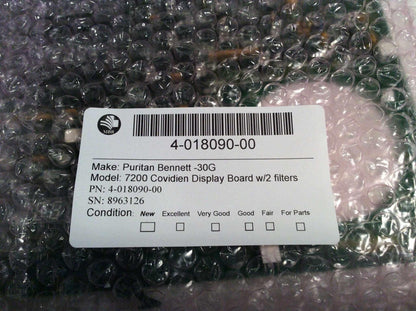 4-018090-00
Make: Puritan Bennett -30G
Model: 7200 Covidien Display Board w/2 filters
PN: 4-018090-00
SN: 8963126
Condition: New Excellent Very Good Good Fair For Parts